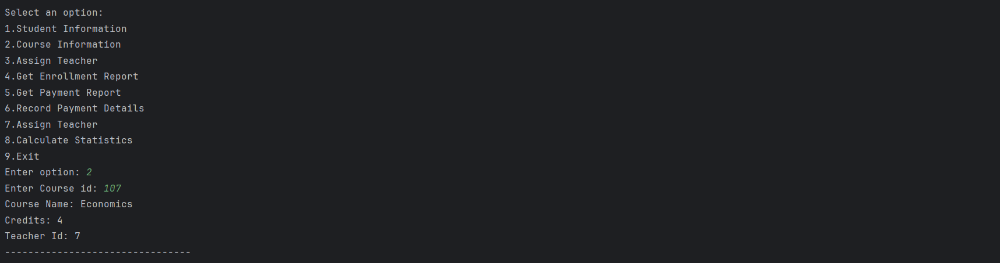 Select an option:
1.Student Information
2.Course Information
3.Assign Teacher
4.Get Enrollment Report
5.Get Payment Report
6.Record Payment Details
7.Assign Teacher
8.Calculate Statistics
9.Exit
Enter option: 2
Enter Course id: 107
Course Name: Economics
Credits: 4
Teacher Id: 7
--------------------------------